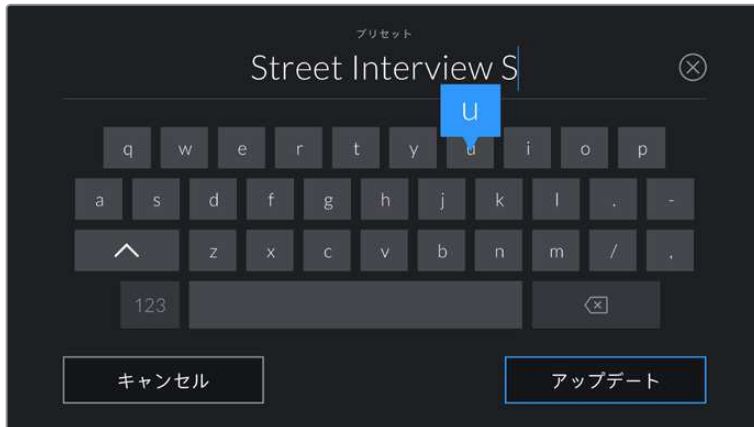 プリセット
Street Interview S
u
q w e r t y u i o p
a s d f g h j k l . -
z x c v b n m / ,
123
キャンセル アップデート